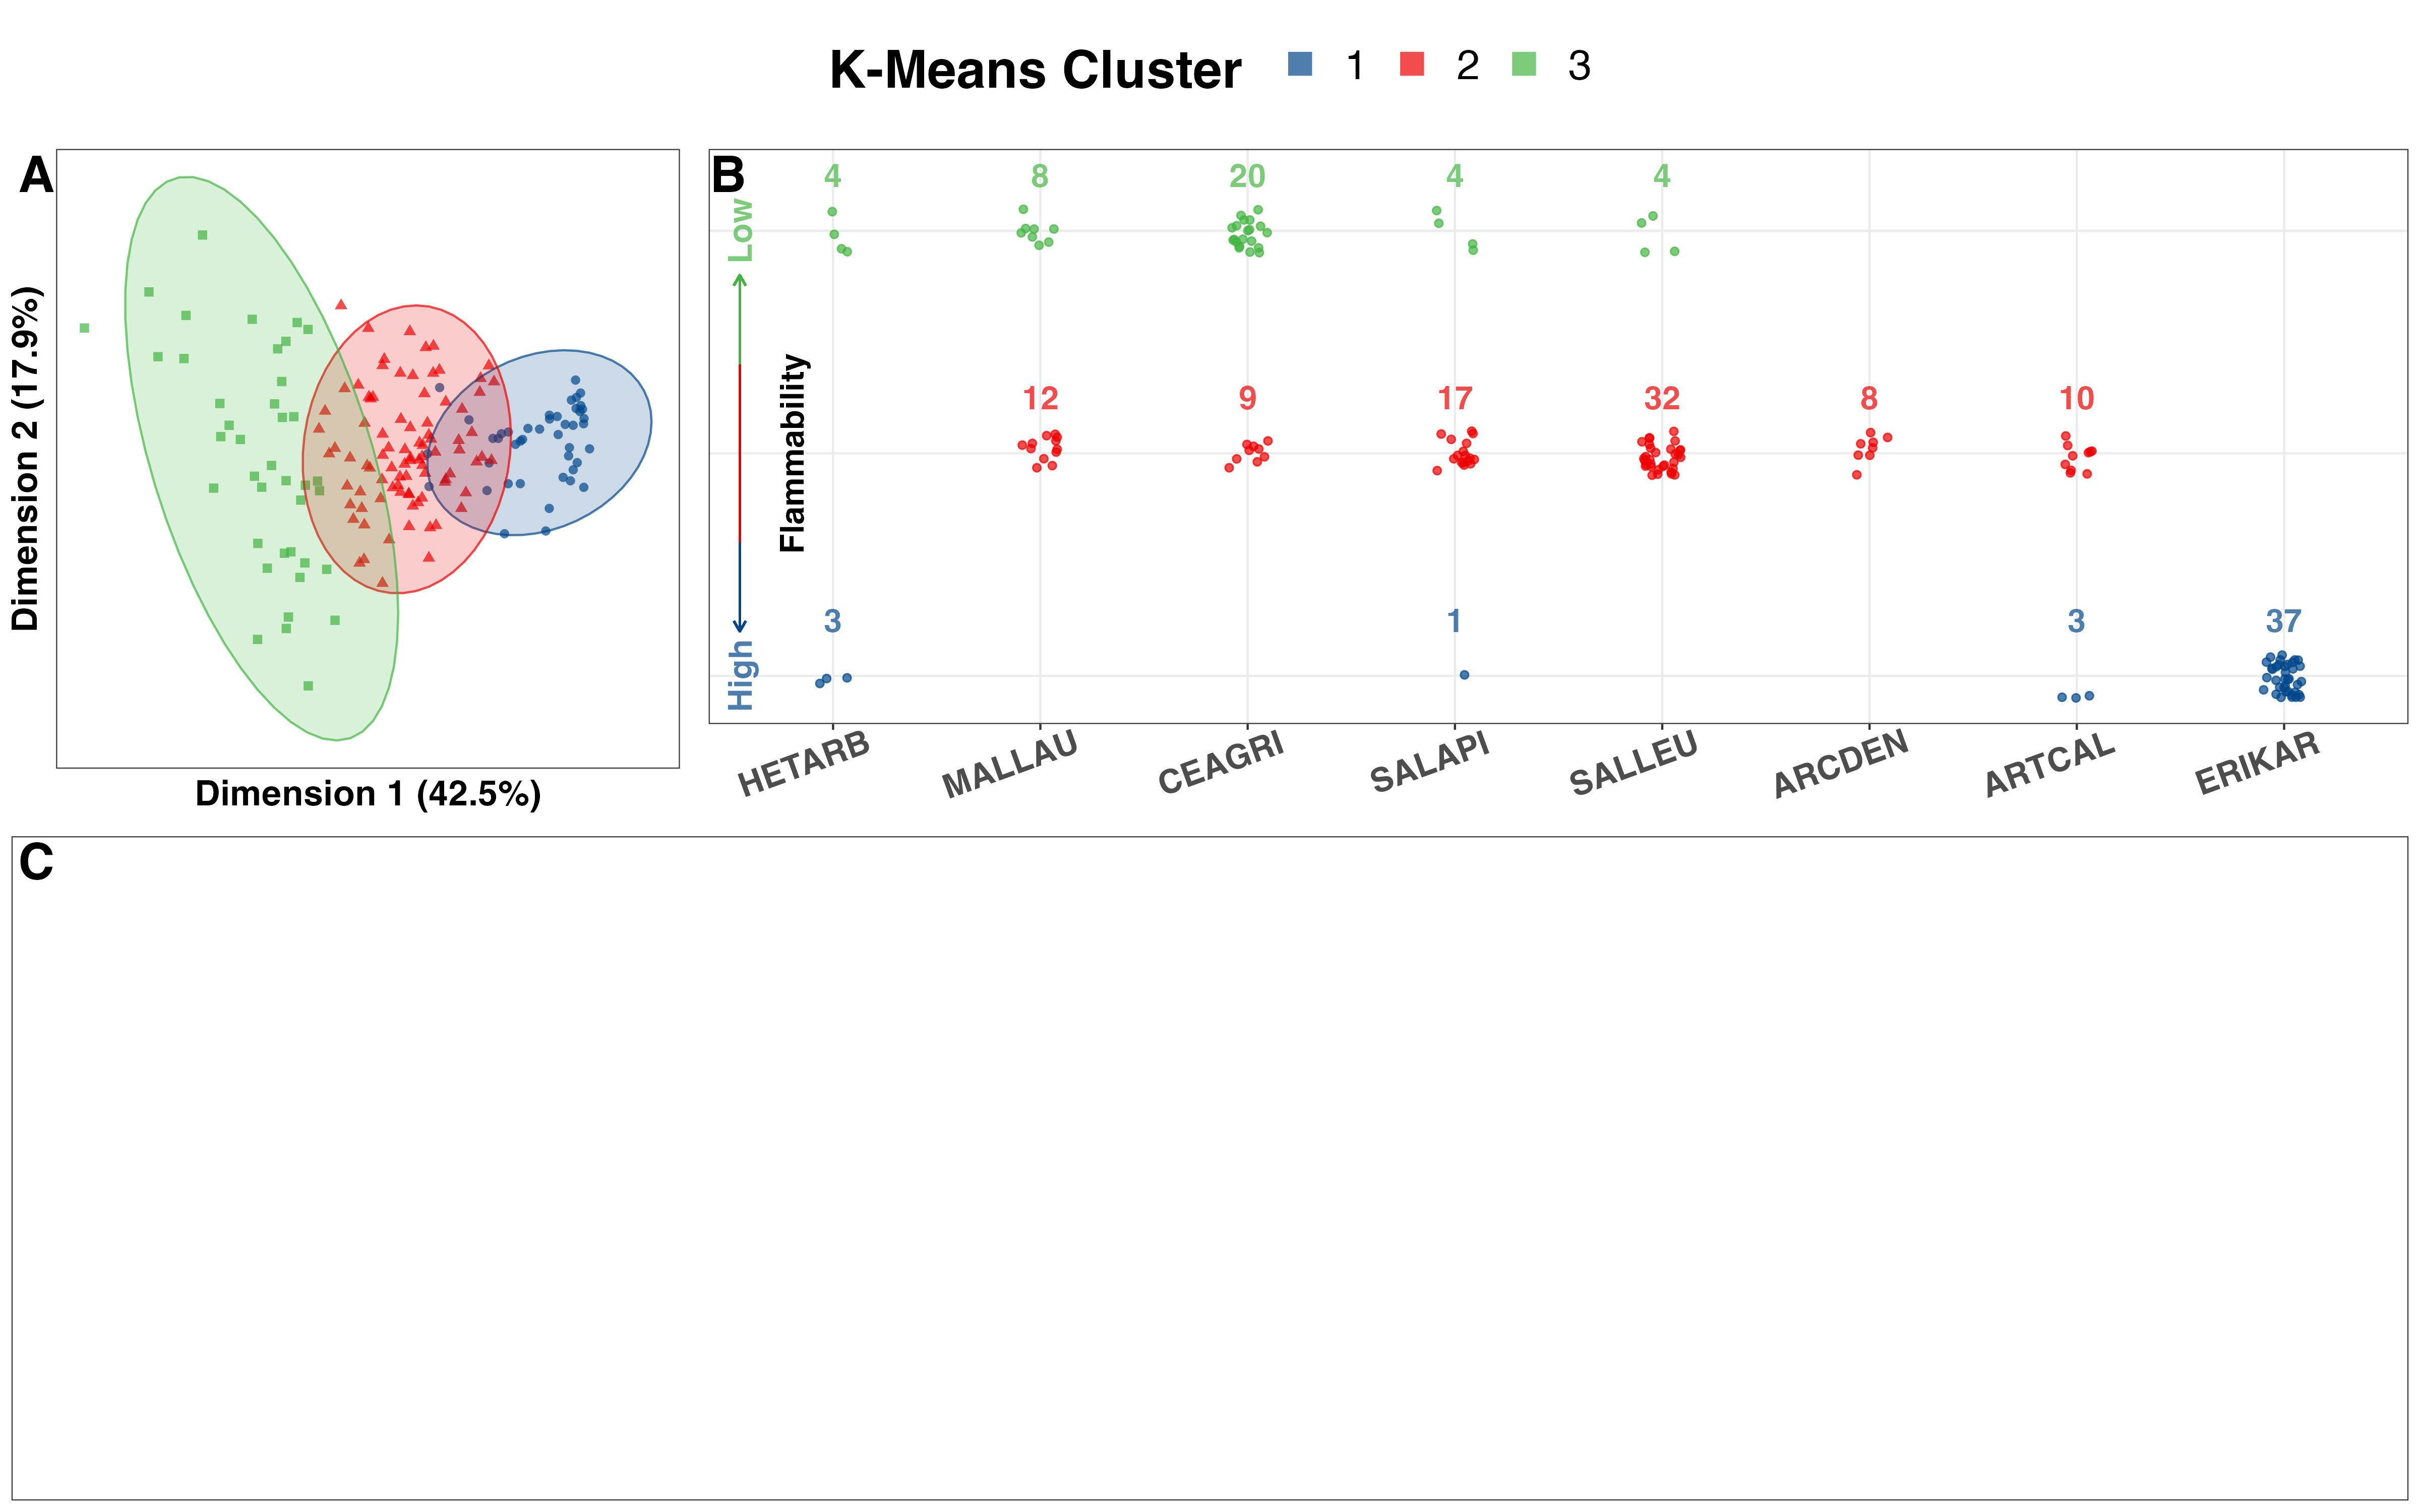 K-Means Cluster 1 2 3
A
Dimension 2 (17.9%)
Dimension 1 (42.5%)
B
4 8 20 4 4
Low
Flammability
12 9 17 32 8 10
High
3 1 3 37
HETARB MALLAU CEAGRI SALAPI SALLEU ARCDEN ARTCAL ERIKAR
C